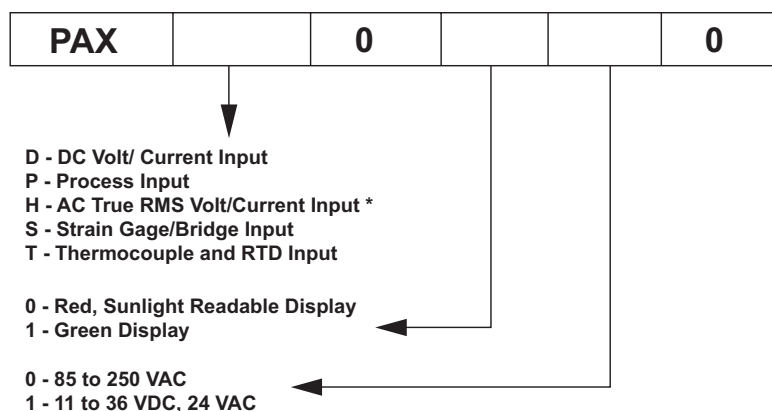 PAX 0 0
D - DC Volt/ Current Input
P - Process Input
H - AC True RMS Volt/Current Input *
S - Strain Gage/Bridge Input
T - Thermocouple and RTD Input
0 - Red, Sunlight Readable Display
1 - Green Display
0 - 85 to 250 VAC
1 - 11 to 36 VDC, 24 VAC